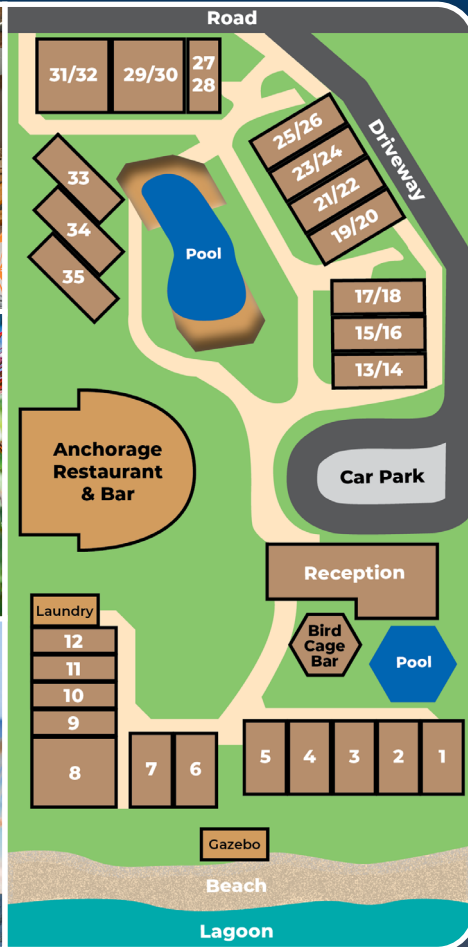 Road
31/32
29/30
27
28
25/26
23/24
21/22
19/20
Driveway
33
34
35
Pool
17/18
15/16
13/14
Anchorage
Restaurant
& Bar
Car Park
Reception
Laundry
12
11
10
9
8
Bird
Cage
Bar
Pool
7
6
5
4
3
2
1
Gazebo
Beach
Lagoon